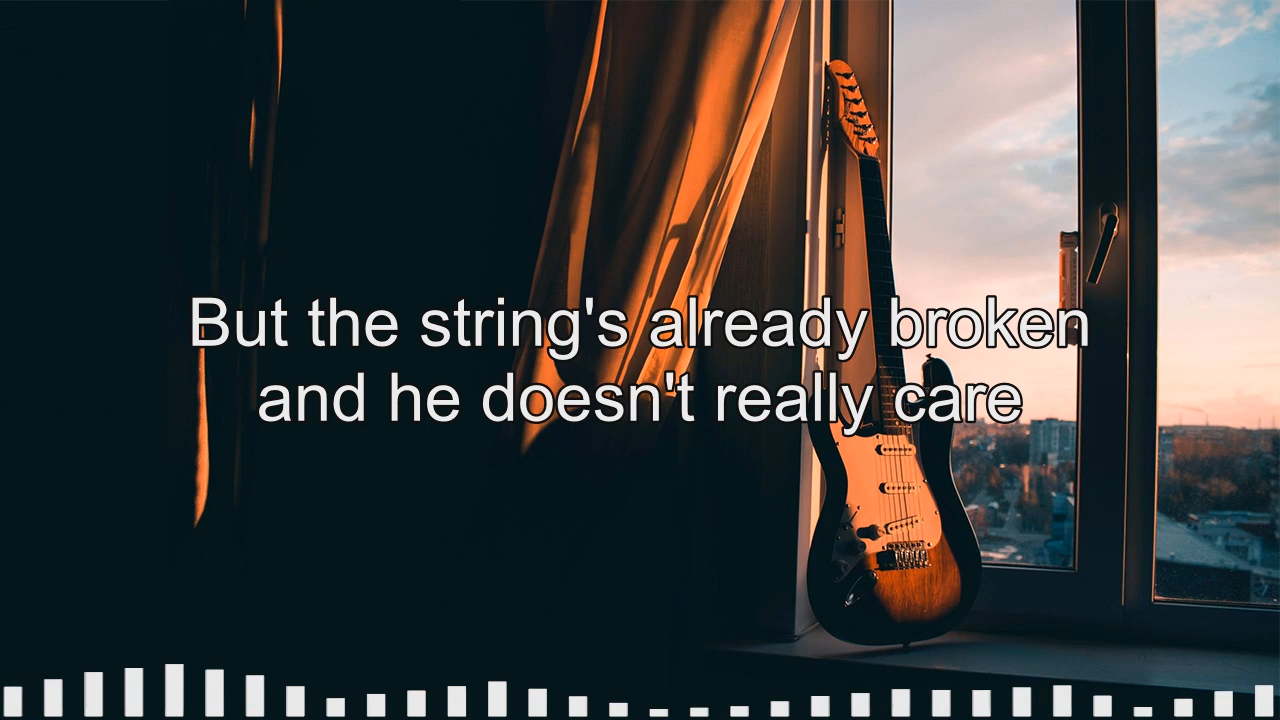 But the string's already broken
and he doesn't really care